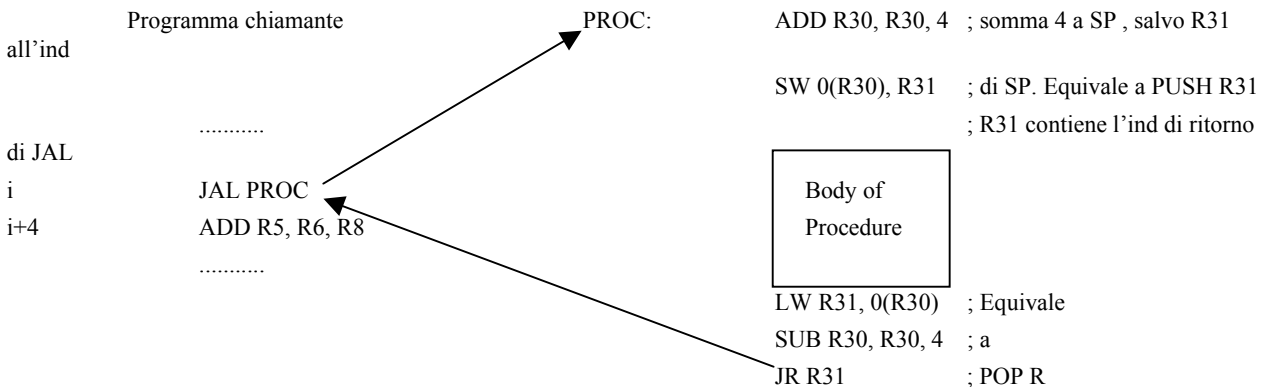 Programma chiamante PROC: ADD R30, R30, 4 ; somma 4 a SP , salvo R31
all’ind
SW 0(R30), R31 ; di SP. Equivale a PUSH R31
........... ; R31 contiene l’ind di ritorno
di JAL
i JAL PROC Body of
i+4 ADD R5, R6, R8 Procedure
...........
LW R31, 0(R30) ; Equivale
SUB R30, R30, 4 ; a
JR R31 ; POP R